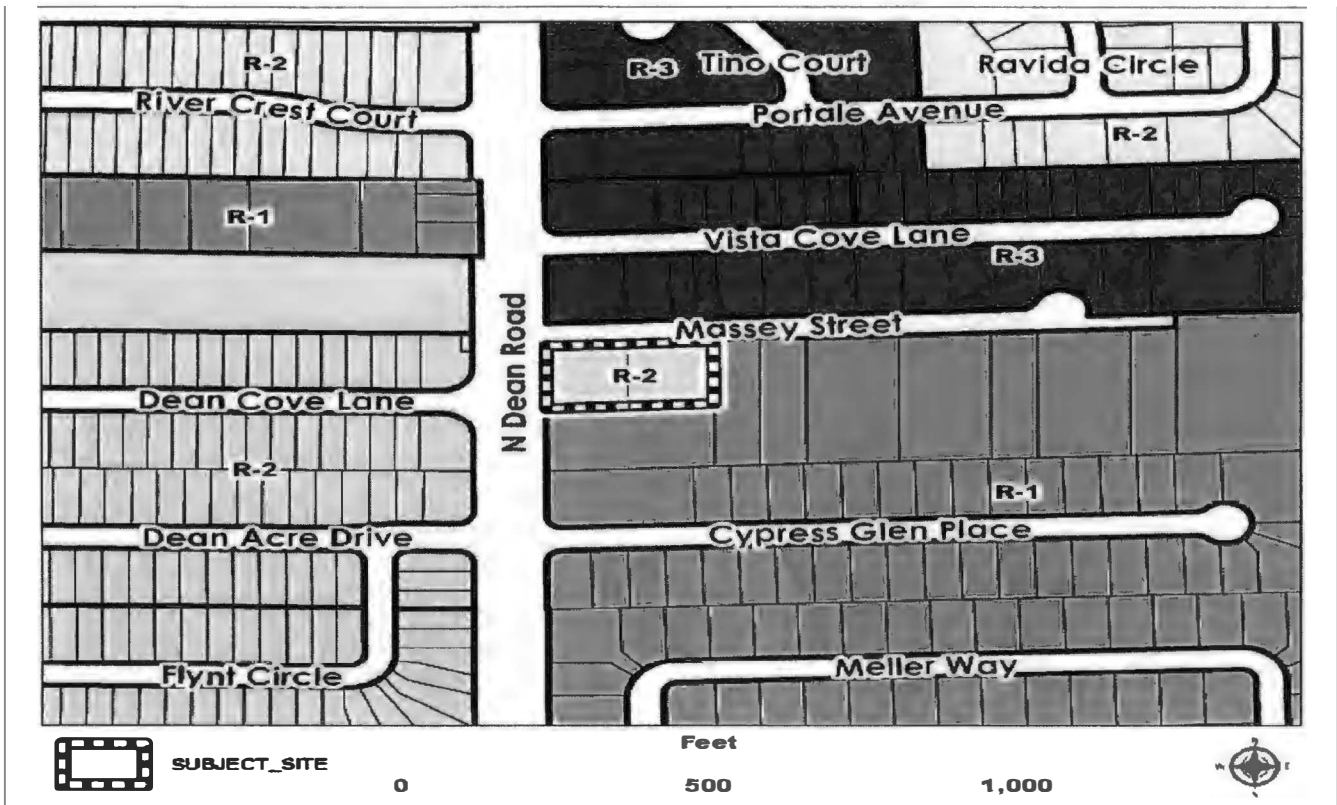 R-2
R-3
Tino Court
Ravida Circle
River Crest Court
Portale Avenue
R-2
R-1
Vista Cove Lane
R-3
N Dean Road
Massey Street
R-2
Dean Cove Lane
R-2
R-1
Dean Acre Drive
Cypress Glen Place
Flynt Circle
Meller Way
Feet
SUBJECT_SITE
0 500 1,000
W E